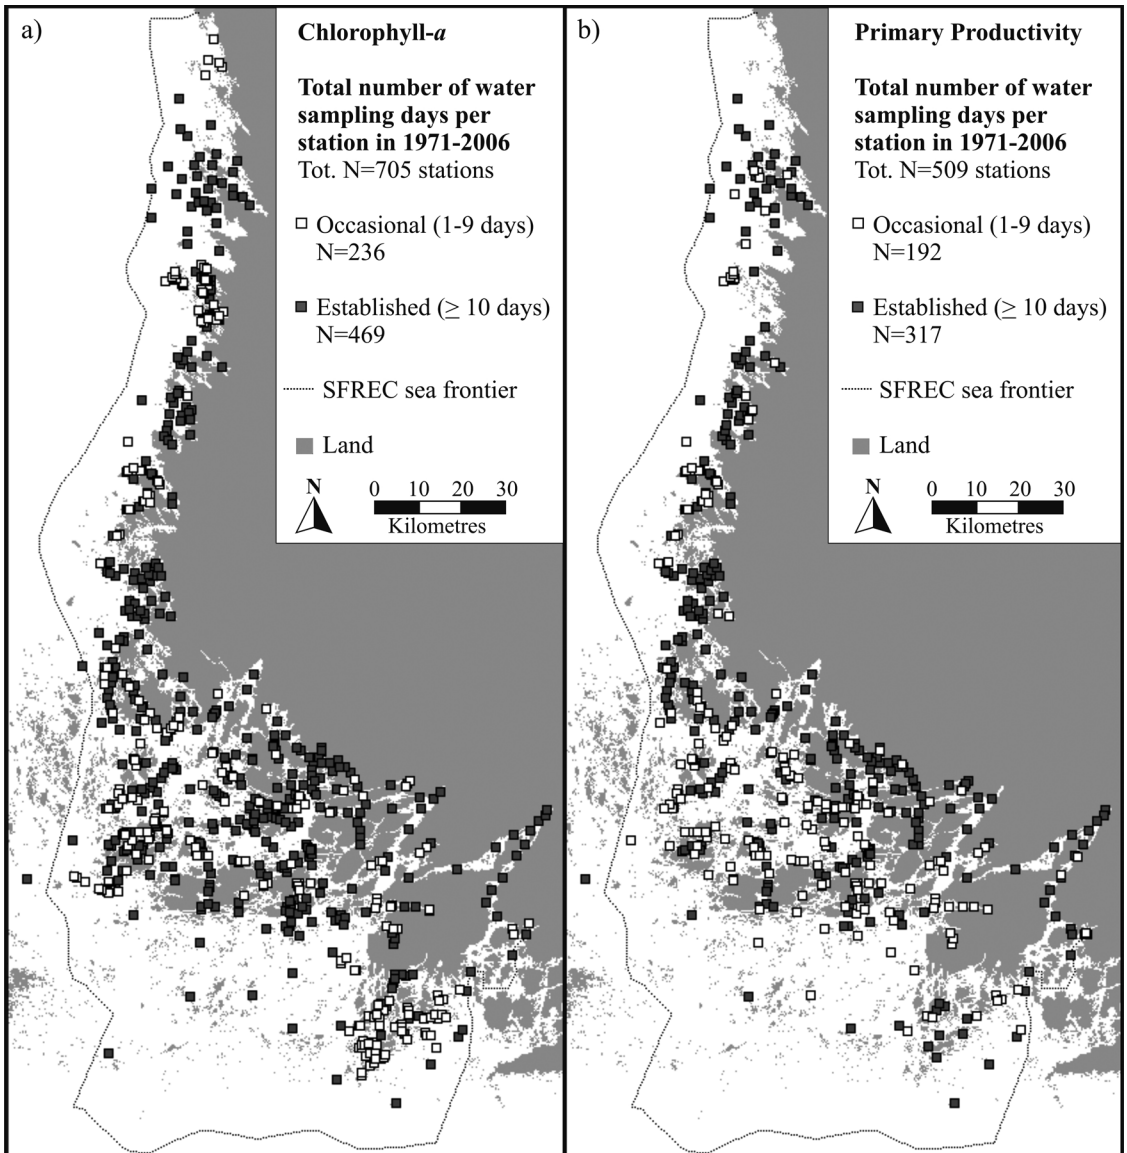 a)
Chlorophyll-a
Total number of water
sampling days per
station in 1971-2006
Tot. N=705 stations
Occasional (1-9 days)
N=236
Established (≥ 10 days)
N=469
SFREC sea frontier
Land
N
0 10 20 30
Kilometres
b)
Primary Productivity
Total number of water
sampling days per
station in 1971-2006
Tot. N=509 stations
Occasional (1-9 days)
N=192
Established (≥ 10 days)
N=317
SFREC sea frontier
Land
N
0 10 20 30
Kilometres